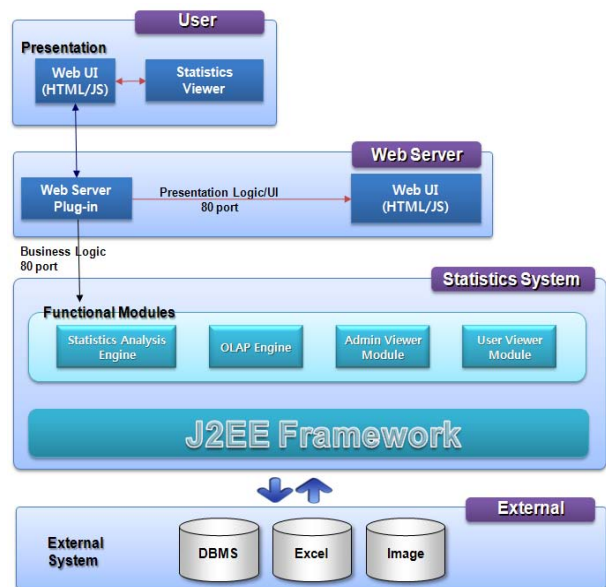 User
Presentation
Web UI
(HTML/JS)
Statistics
Viewer
Web Server
Web Server
Plug-in
Presentation Logic/UI
80 port
Web UI
(HTML/JS)
Business Logic
80 port
Statistics System
Functional Modules
Statistics Analysis
Engine
OLAP Engine
Admin Viewer
Module
User Viewer
Module
J2EE Framework
External
External
System
DBMS
Excel
Image